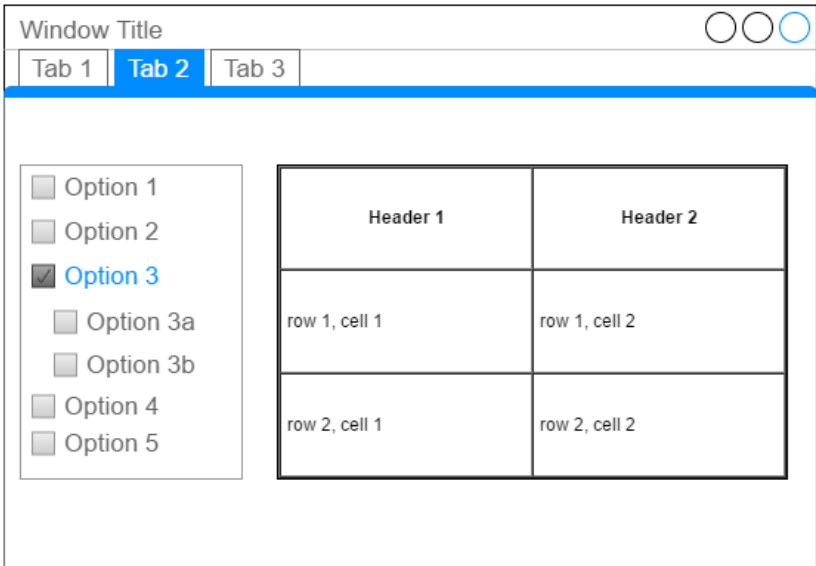 Window Title
Tab 1 Tab 2 Tab 3
Option 1
Option 2
Option 3
Option 3a
Option 3b
Option 4
Option 5
Header 1 Header 2
row 1, cell 1 row 1, cell 2
row 2, cell 1 row 2, cell 2